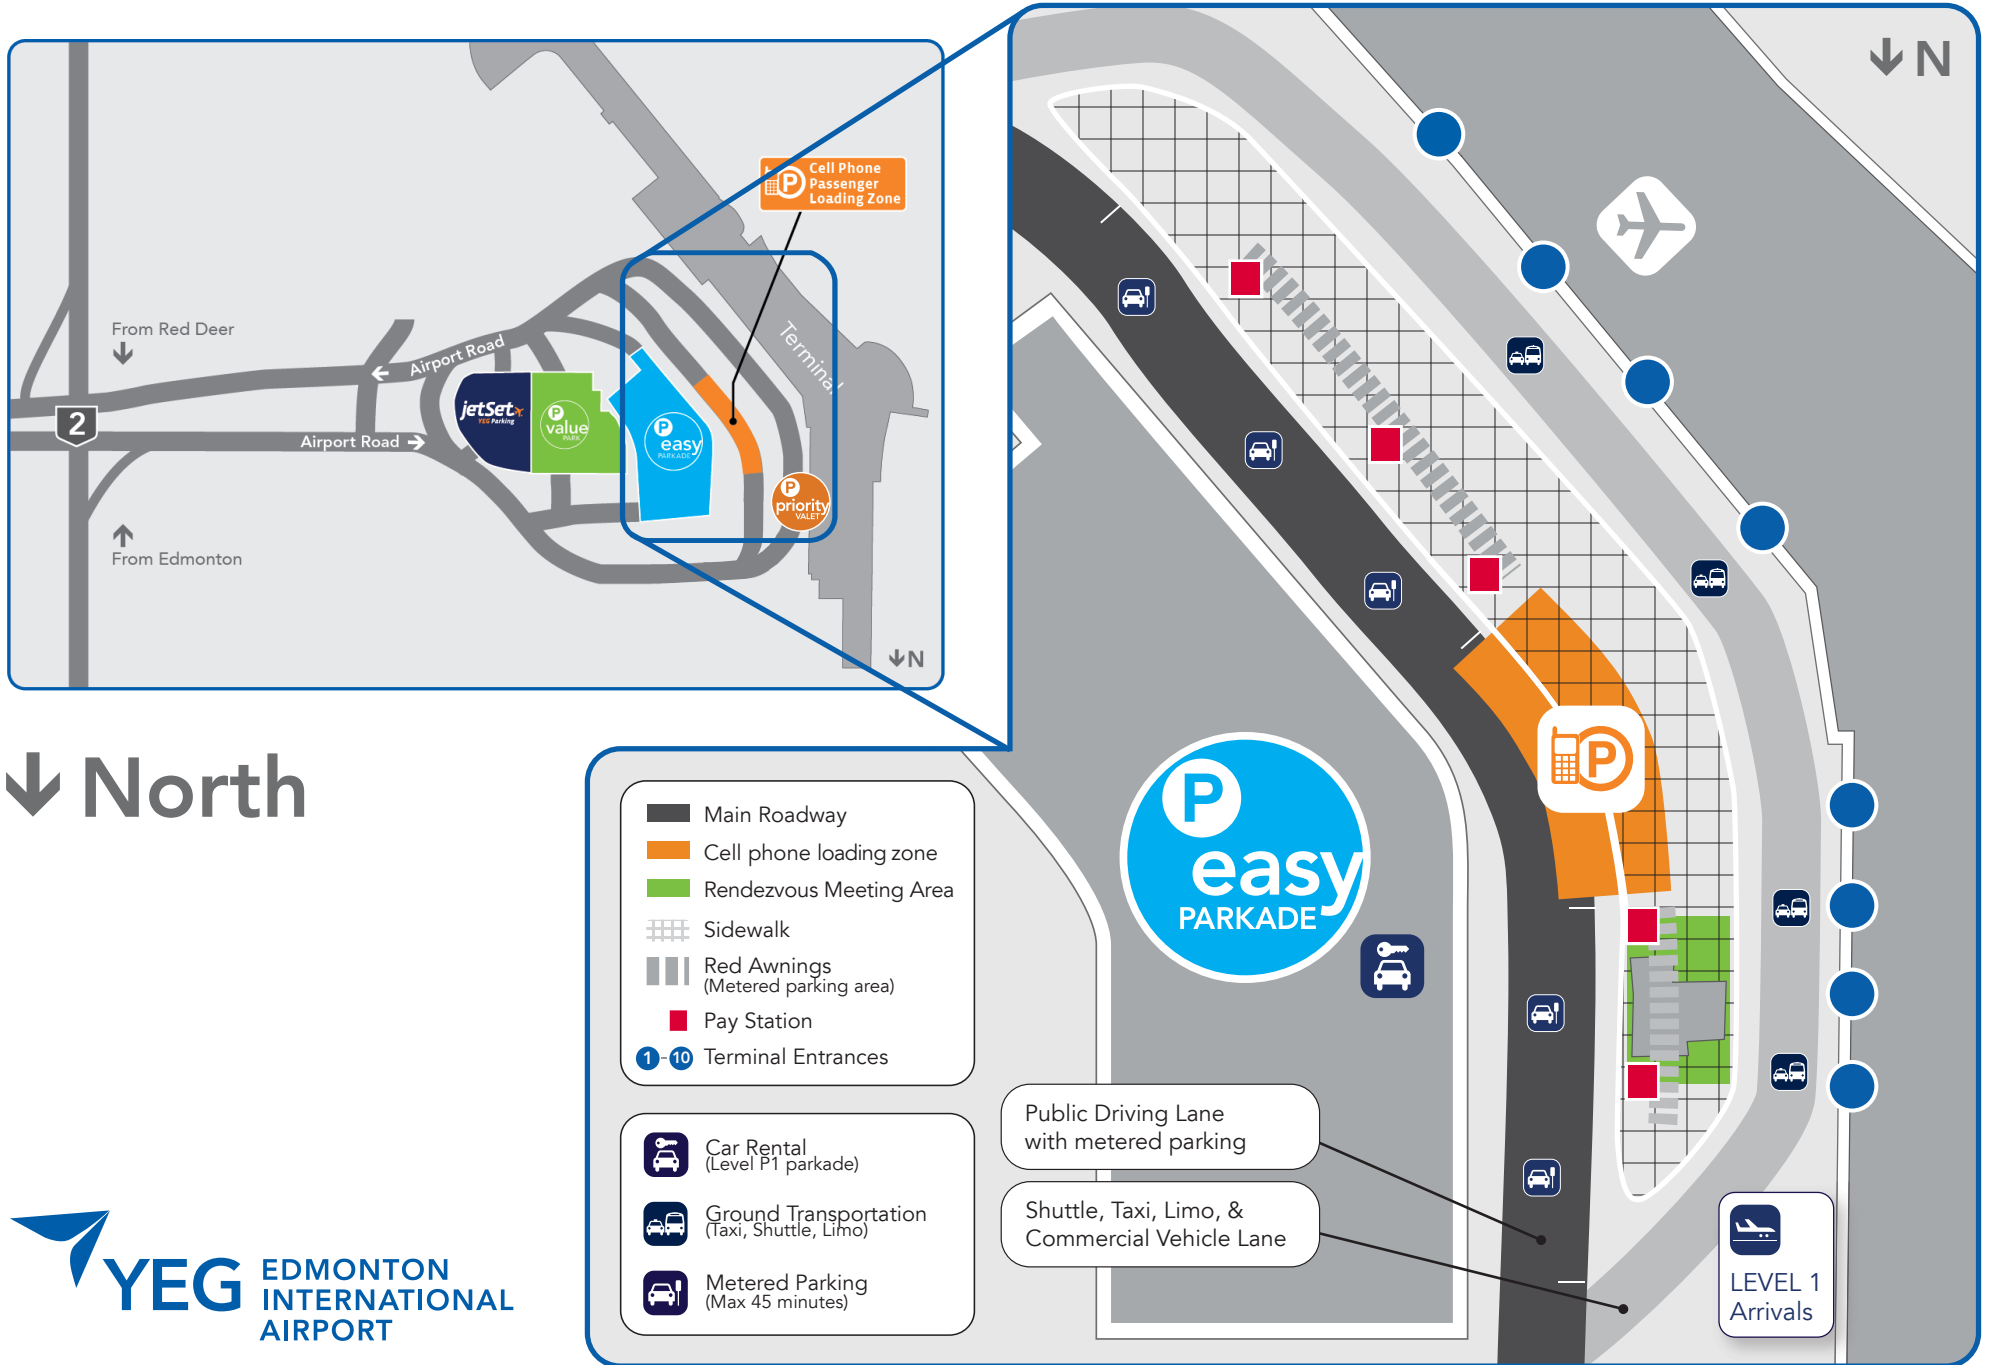 Cell Phone
Passenger
Loading Zone
P
From Red Deer
Airport Road
Terminal
2
jetSet
YEG Parking
P
value
PARK
P
easy
PARKADE
Airport Road
P
priority
VALET
From Edmonton
N
North
N
P
P
easy
PARKADE
Main Roadway
Cell phone loading zone
Rendezvous Meeting Area
Sidewalk
Red Awnings
(Metered parking area)
Pay Station
1-10 Terminal Entrances
Car Rental
(Level P1 parkade)
Ground Transportation
(Taxi, Shuttle, Limo)
Metered Parking
(Max 45 minutes)
Public Driving Lane
with metered parking
Shuttle, Taxi, Limo, &
Commercial Vehicle Lane
LEVEL 1
Arrivals
YEG EDMONTON
INTERNATIONAL
AIRPORT